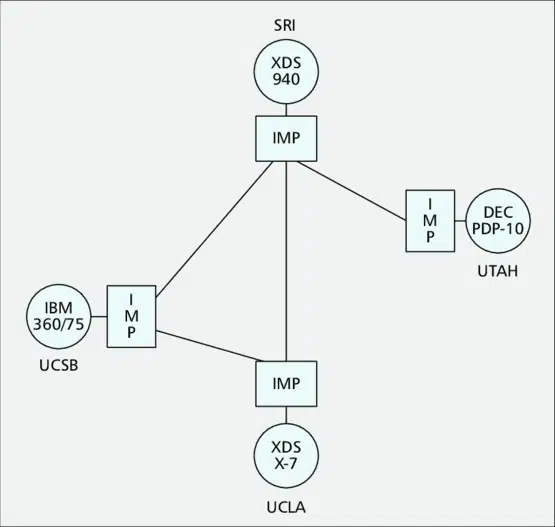 SRI
XDS
940
IMP
I
M
P
DEC
PDP-10
UTAH
IBM
360/75
I
M
P
UCSB
IMP
XDS
X-7
UCLA